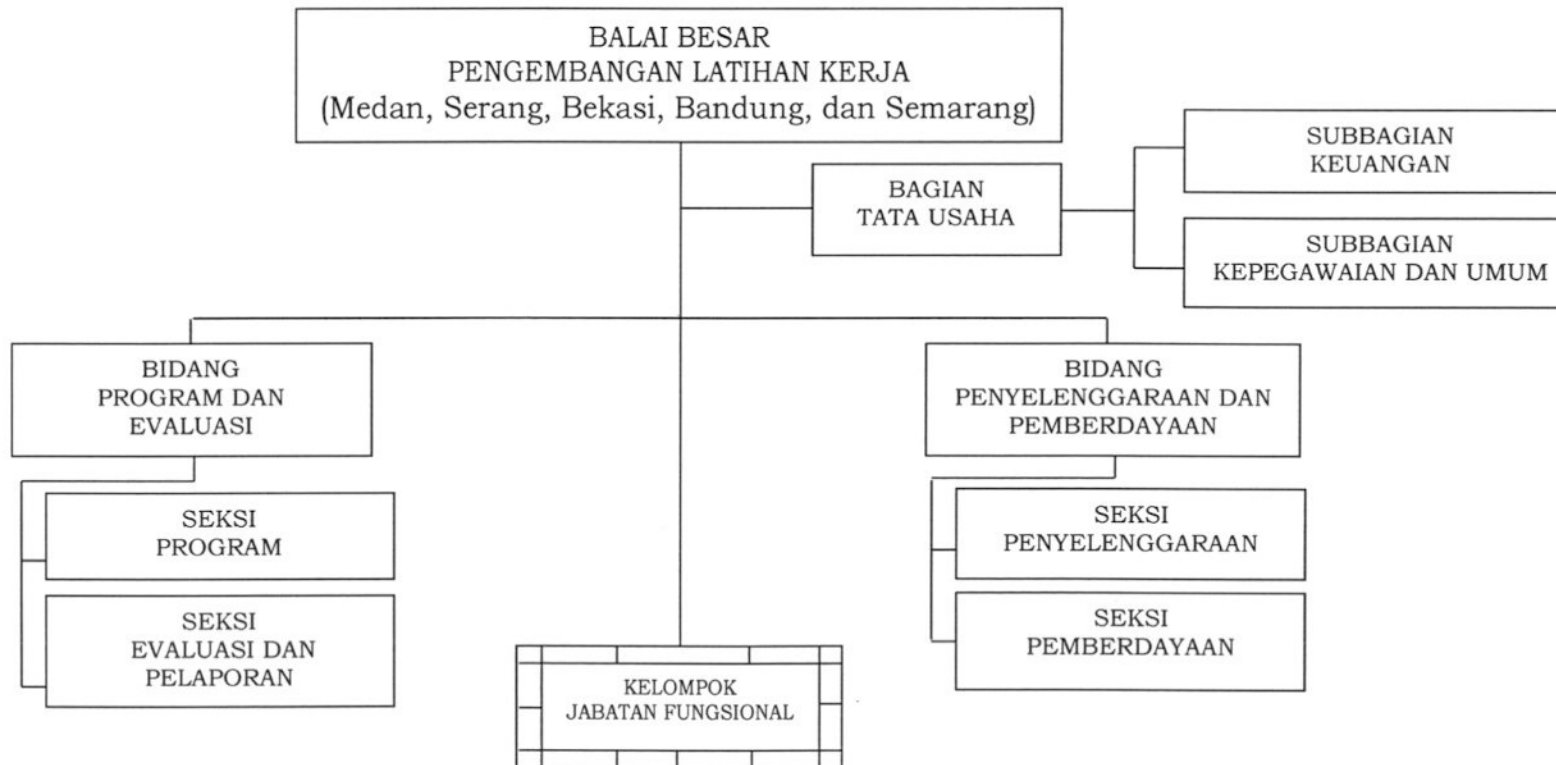 BALAI BESAR
PENGEMBANGAN LATIHAN KERJA
(Medan, Serang, Bekasi, Bandung, dan Semarang)
SUBBAGIAN
KEUANGAN
BAGIAN
TATA USAHA
SUBBAGIAN
KEPEGAWAIAN DAN UMUM
BIDANG
PROGRAM DAN
EVALUASI
BIDANG
PENYELENGGARAAN DAN
PEMBERDAYAAN
SEKSI
PROGRAM
SEKSI
PENYELENGGARAAN
SEKSI
EVALUASI DAN
PELAPORAN
SEKSI
PEMBERDAYAAN
KELOMPOK
JABATAN FUNGSIONAL